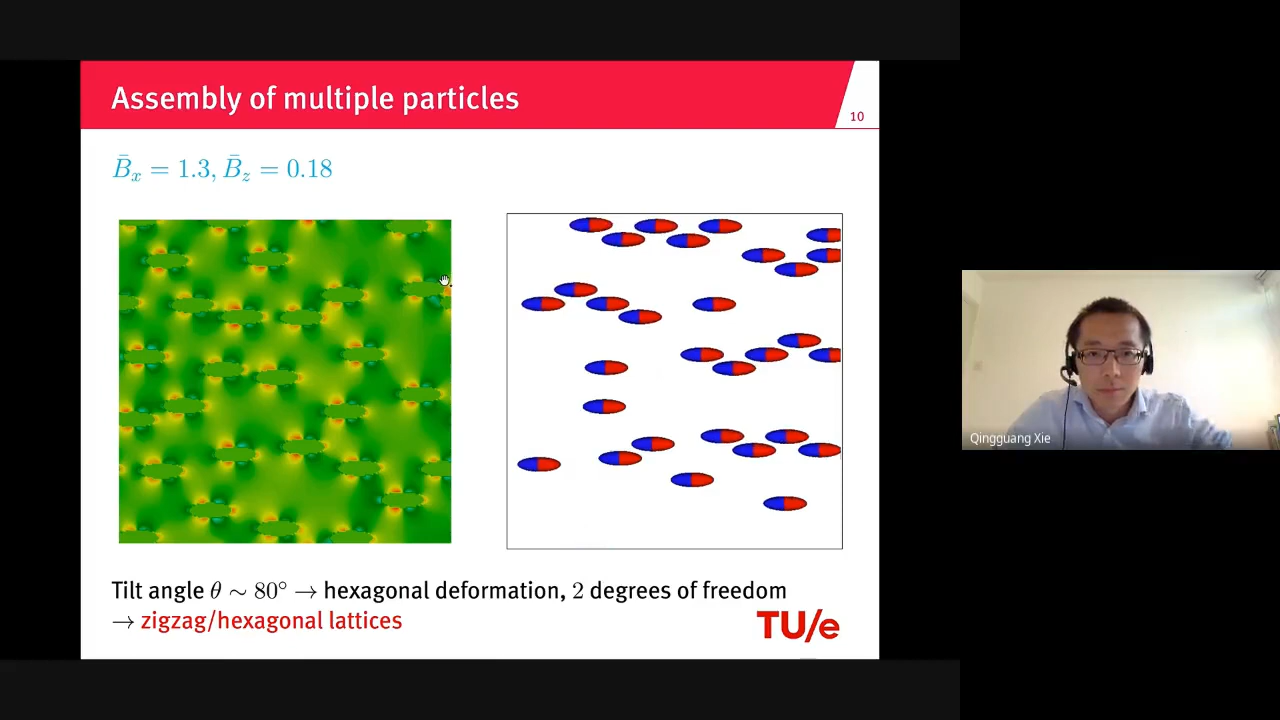 Assembly of multiple particles
10
B̄ₓ = 1.3, B̄_z = 0.18
Tilt angle θ ∼ 80° → hexagonal deformation, 2 degrees of freedom
→ zigzag/hexagonal lattices
TU/e
Qingguang Xie